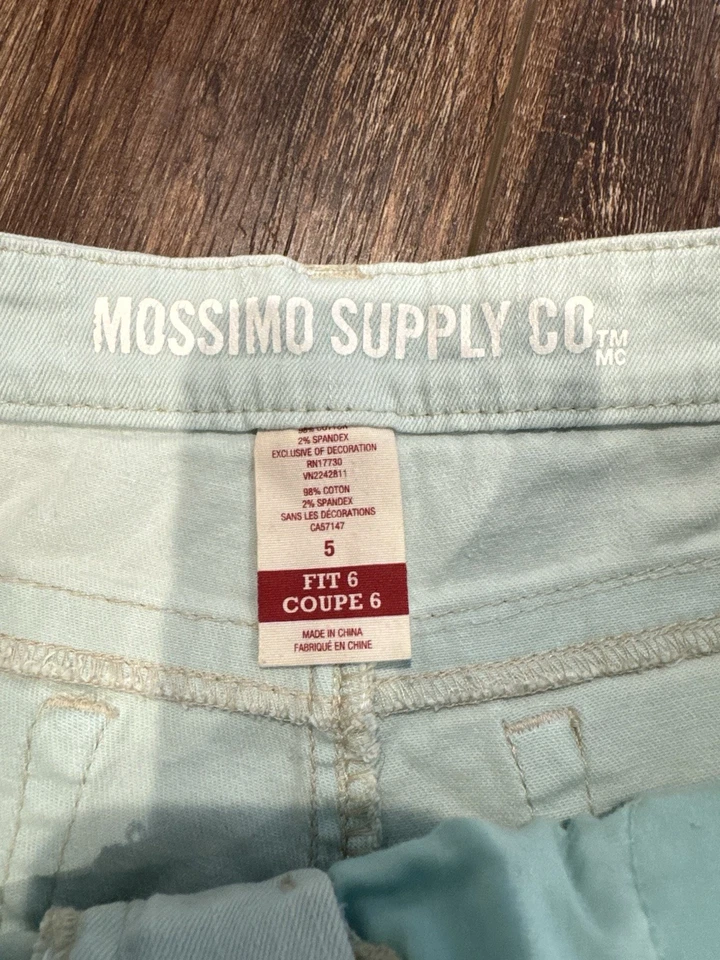 MOSSIMO SUPPLY CO TM
MC
2% SPANDEX
EXCLUSIVE OF DECORATION
RN17730
VN2242811
98% COTON
2% SPANDEX
SANS LES DÉCORATIONS
CA57147
5
FIT 6
COUPE 6
MADE IN CHINA
FABRIQUÉ EN CHINE